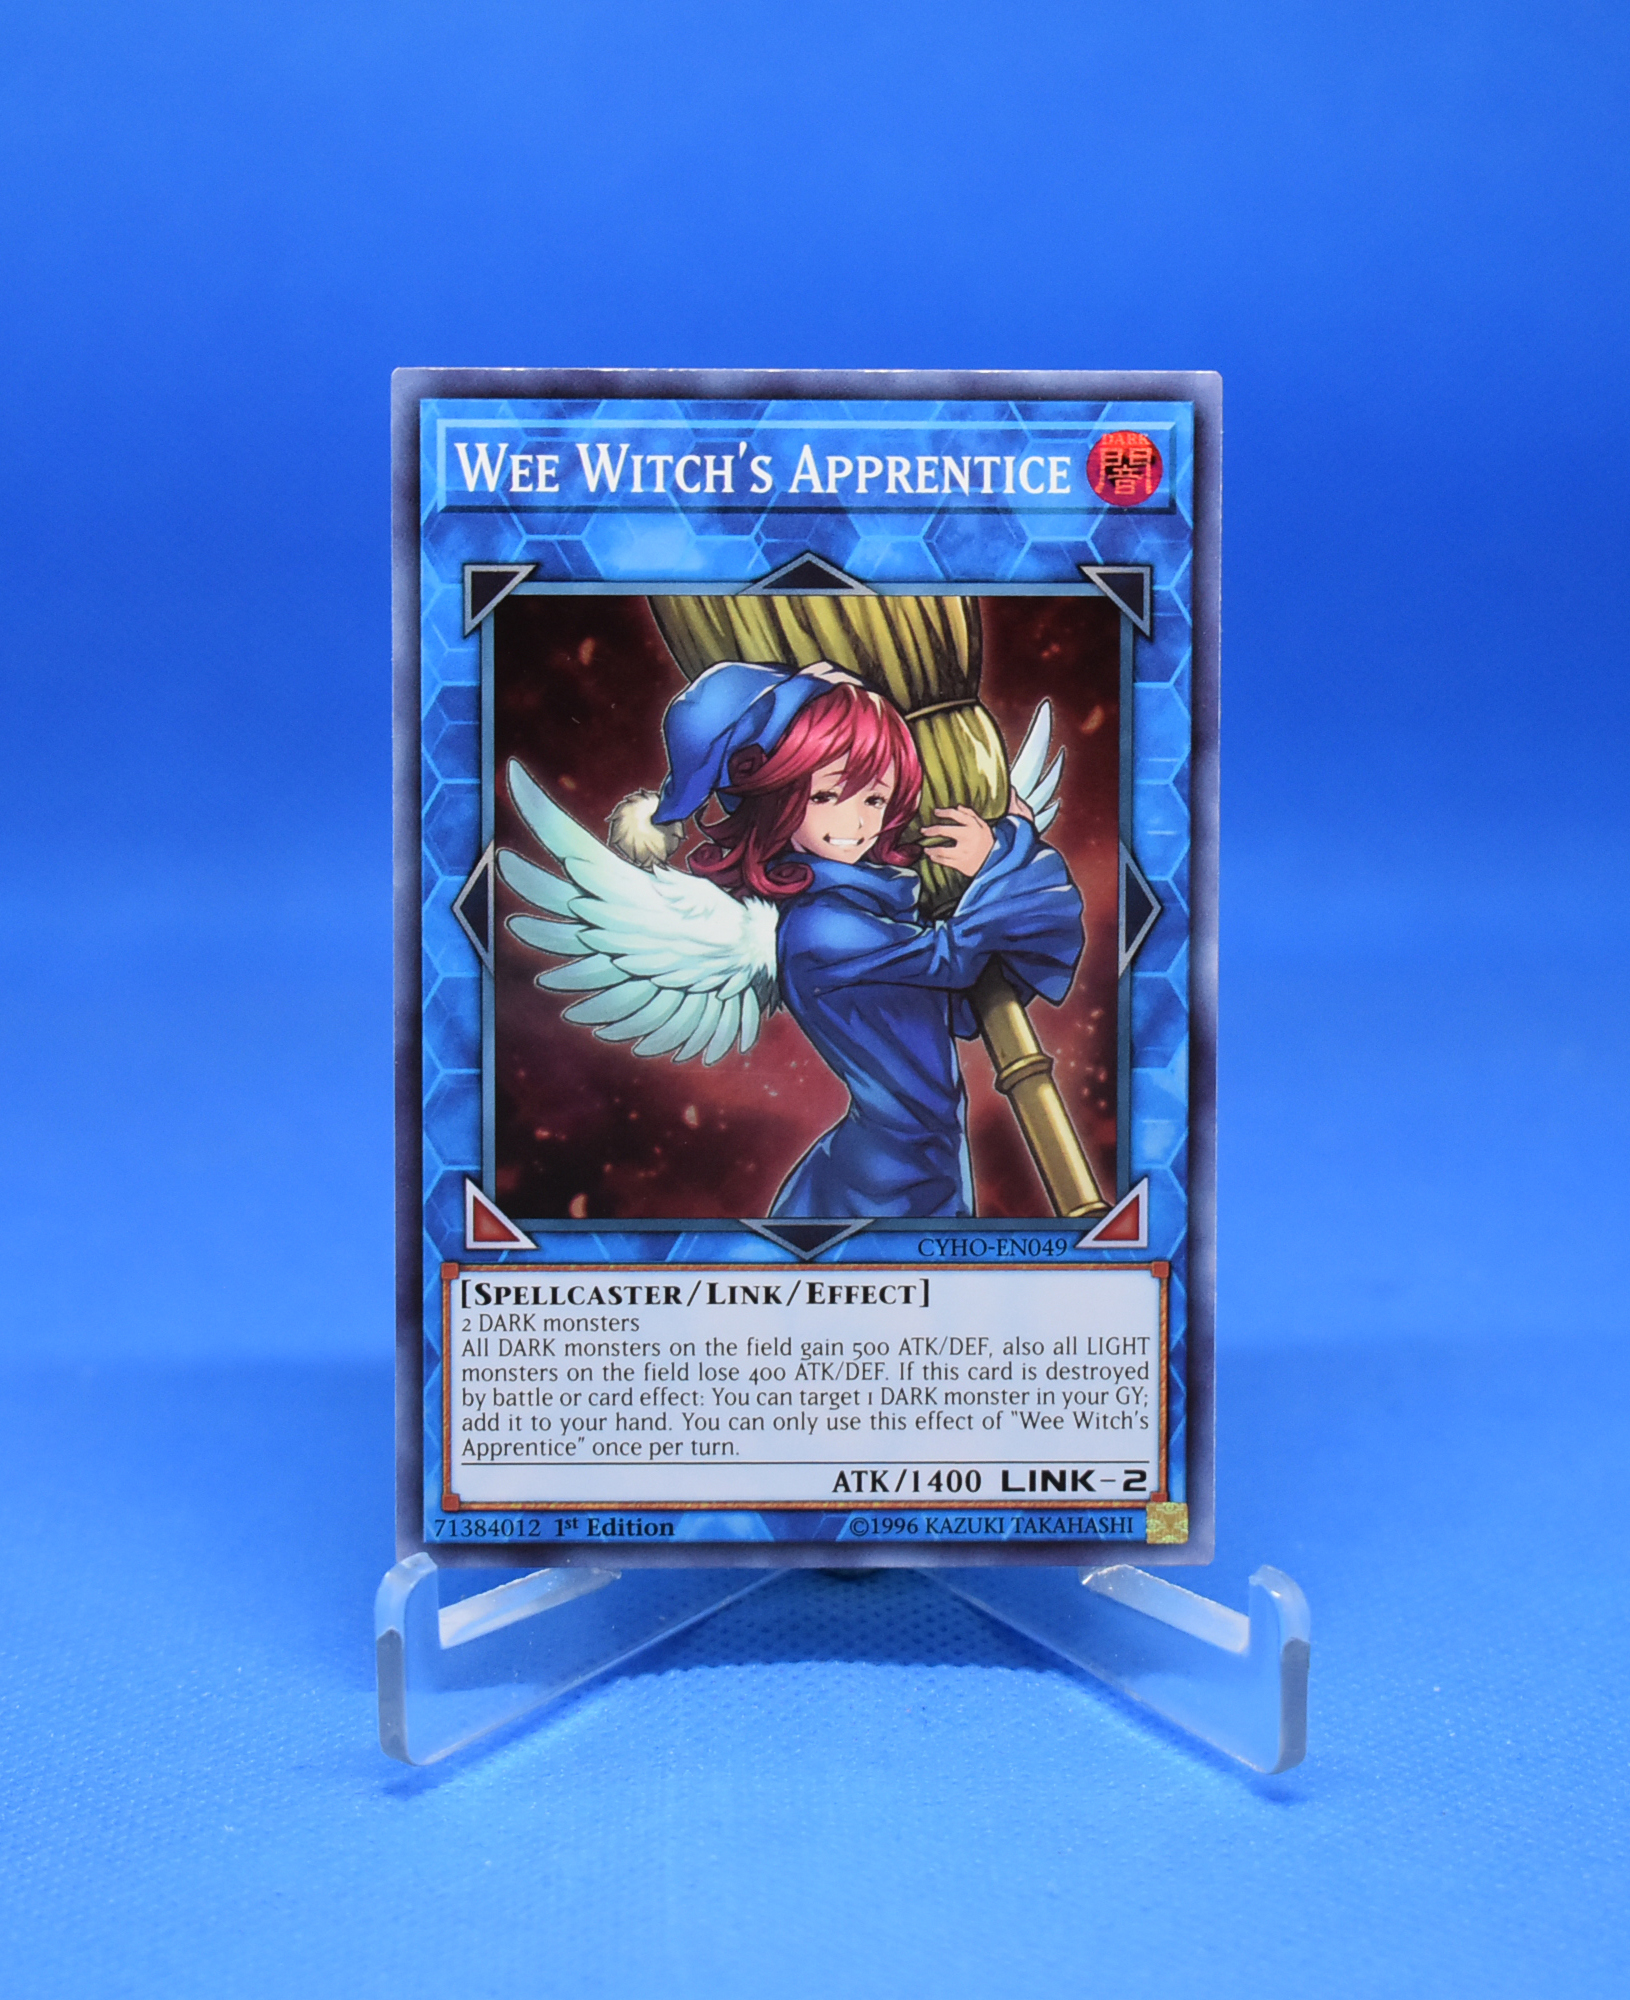 WEE WITCH'S APPRENTICE
DARK
闇
CYHO-EN049
[SPELLCASTER/LINK/EFFECT]
2 DARK monsters
All DARK monsters on the field gain 500 ATK/DEF, also all LIGHT
monsters on the field lose 400 ATK/DEF. If this card is destroyed
by battle or card effect: You can target 1 DARK monster in your GY;
add it to your hand. You can only use this effect of "Wee Witch's
Apprentice" once per turn.
ATK/1400 LINK-2
71384012 1st Edition ©1996 KAZUKI TAKAHASHI